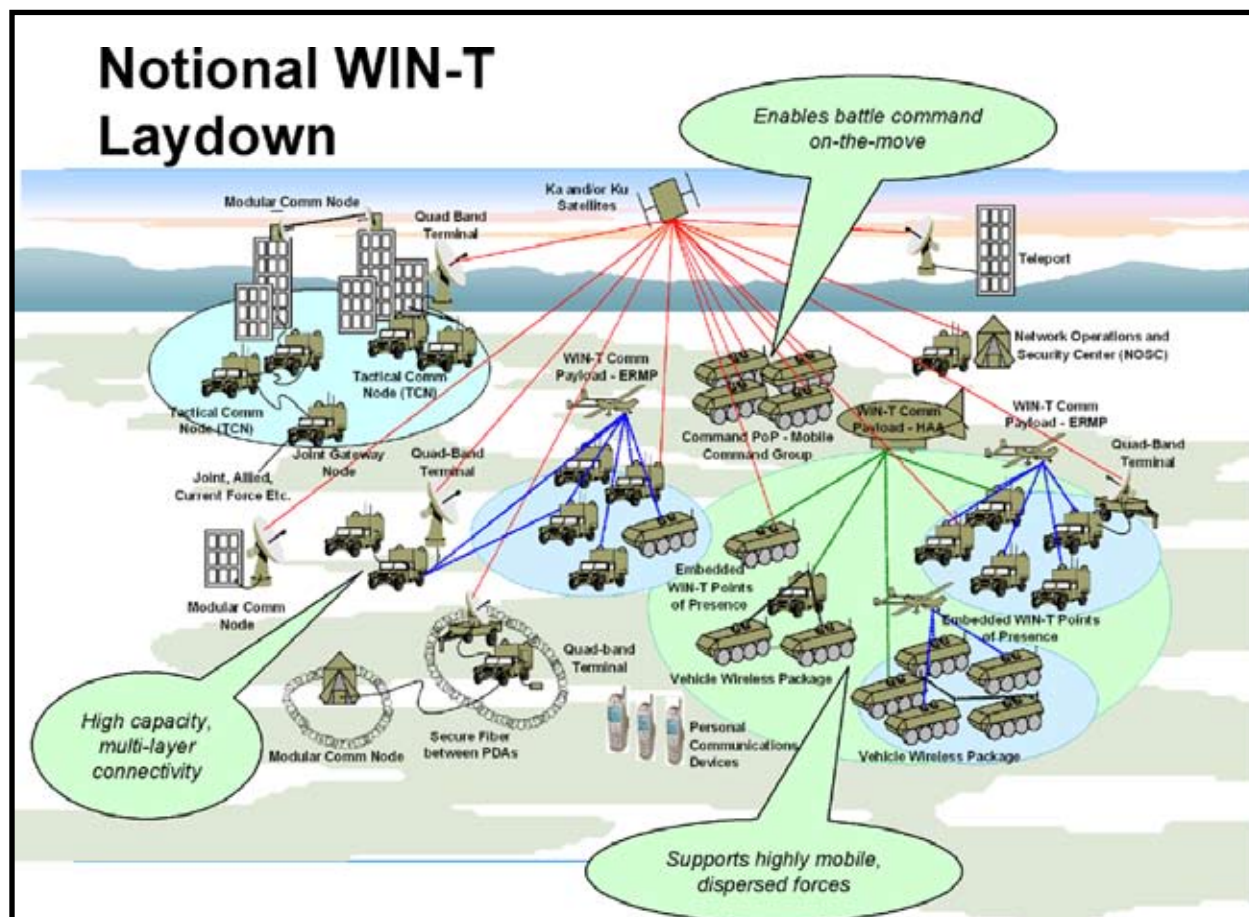 Notional WIN-T
Laydown
Enables battle command
on-the-move
Modular Comm Node
Quad Band
Terminal
Ka and/or Ku
Satellites
Teleport
Network Operations and
Security Center (NOSC)
WIN-T Comm
Payload - ERMP
Tactical Comm
Node (TCN)
Tactical Comm
Node (TCN)
Joint Gateway
Node
Joint, Allied,
Current Force Etc.
Quad-Band
Terminal
Command PoP - Mobile
Command Group
WIN-T Comm
Payload - HAA
WIN-T Comm
Payload - ERMP
Quad-Band
Terminal
Modular Comm
Node
Embedded
WIN-T Points
of Presence
Embedded WIN-T Points
of Presence
Quad-band
Terminal
Vehicle Wireless Package
High capacity,
multi-layer
connectivity
Modular Comm Node
Secure Fiber
between PDAs
Personal
Communications
Devices
Vehicle Wireless Package
Supports highly mobile,
dispersed forces